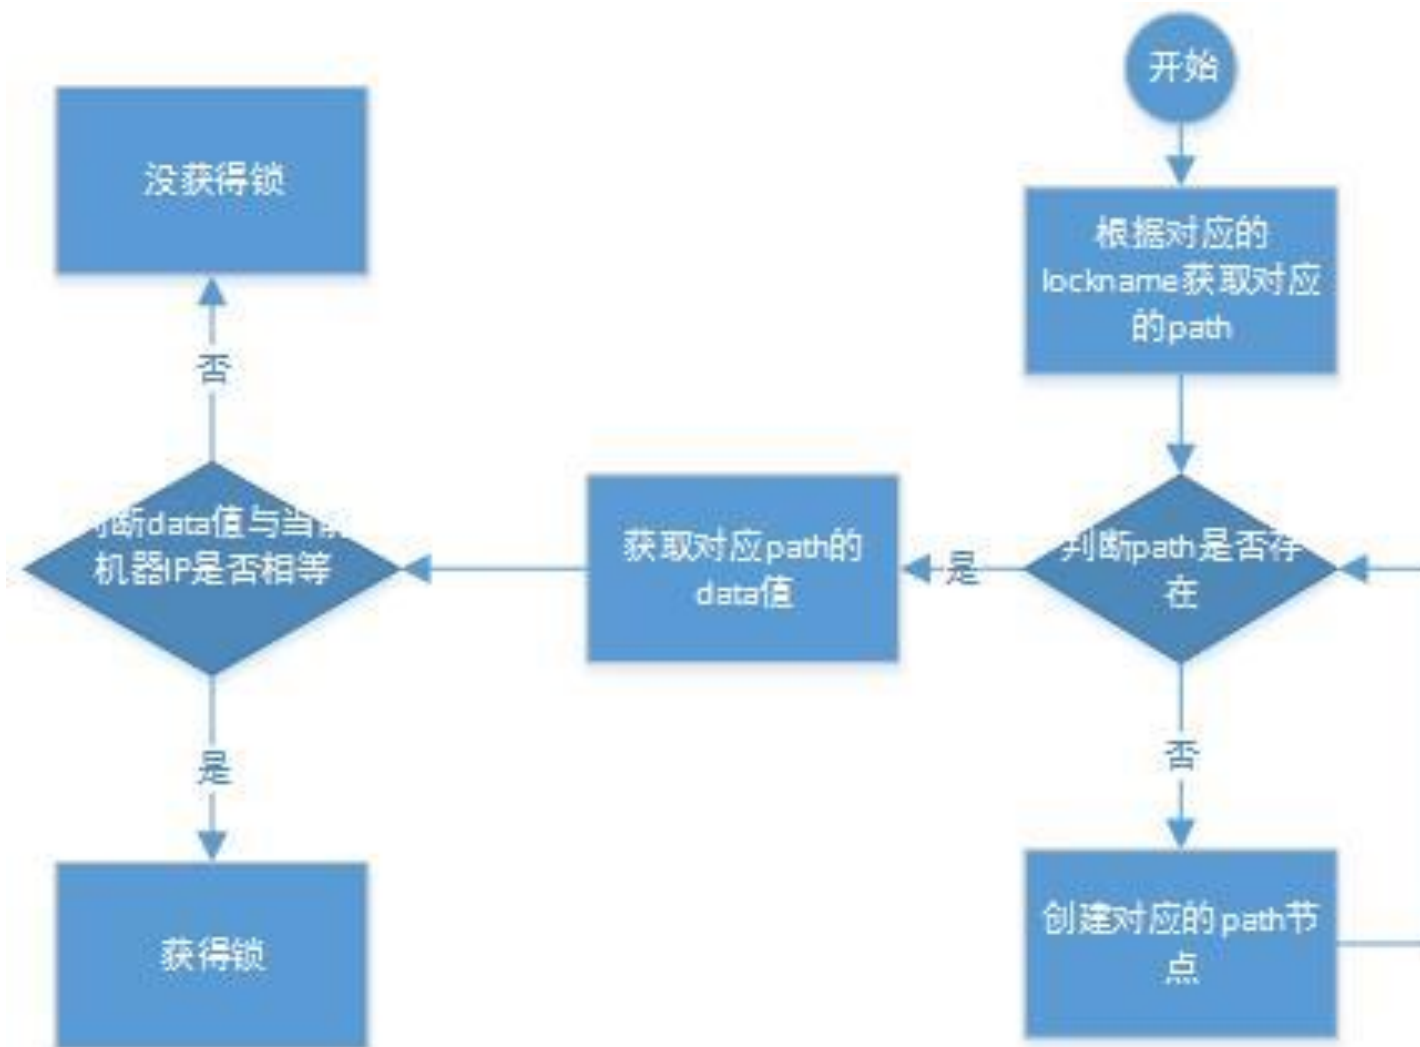 开始
根据对应的
lockname获取对应
的path
判断path是否存
在
是
否
创建对应的path节
点
获取对应path的
data值
判断data值与当前
机器IP是否相等
否
没获得锁
是
获得锁